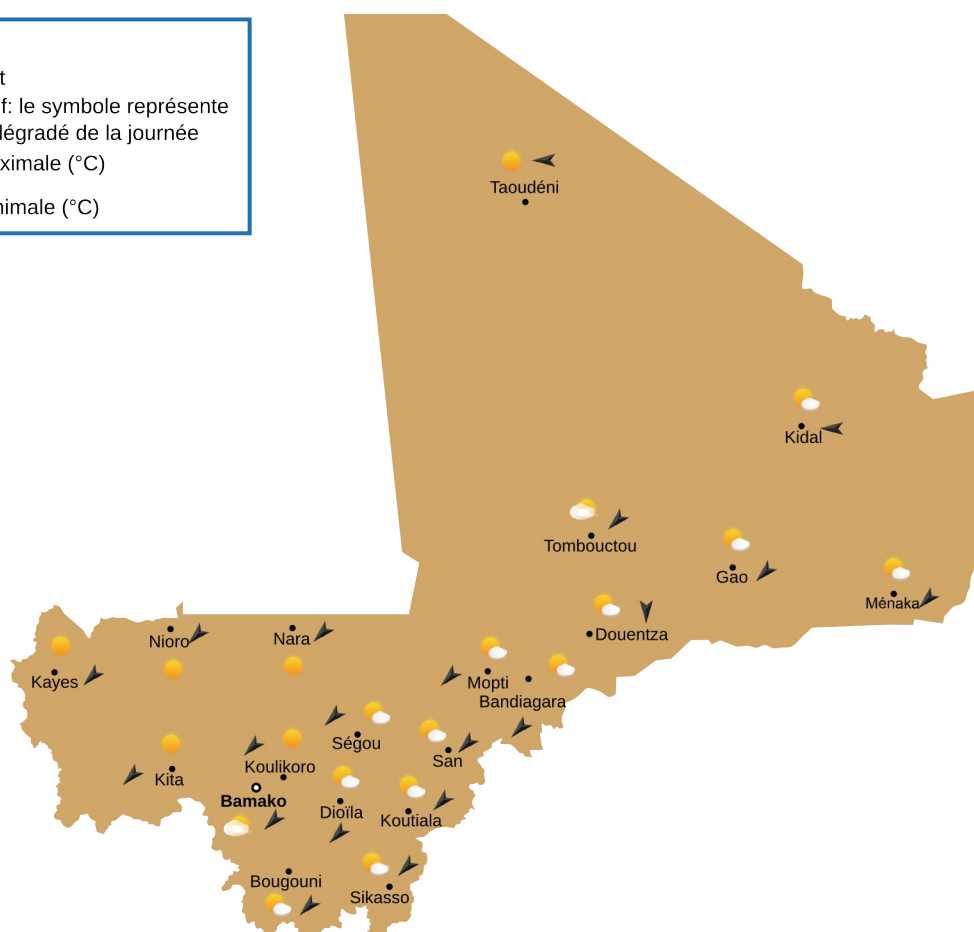 t
f: le symbole représente
dégradé de la journée
ximale (°C)
nimale (°C)
Taoudéni
Kidal
Tombouctou
Gao
Ménaka
Douentza
Nioro
Nara
Kayes
Mopti
Bandiagara
Ségou
San
Koulikoro
Kita
Bamako
Dioïla
Koutiala
Bougouni
Sikasso